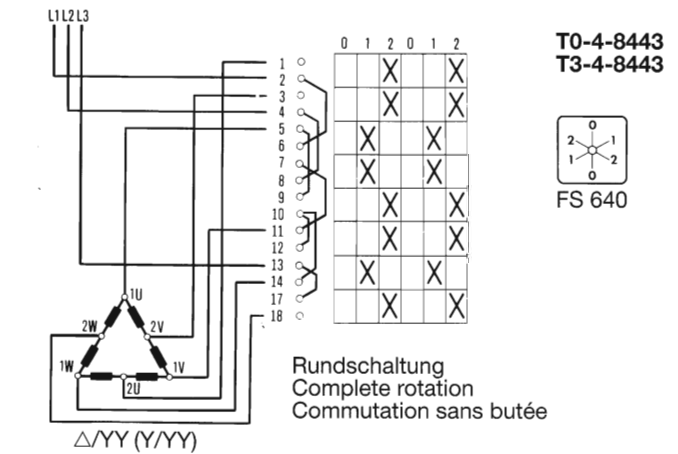 L1 L2 L3
T0-4-8443
T3-4-8443
0 1 2 0 1 2
1
2
3
4
5
6
7
8
9
10
11
12
13
14
17
18
X X
X X
X X
X X
X X
X X
X X
X X
0
2 1
1 2
0
FS 640
1U
2W 2V
1W 1V
2U
△/YY (Y/YY)
Rundschaltung
Complete rotation
Commutation sans butée